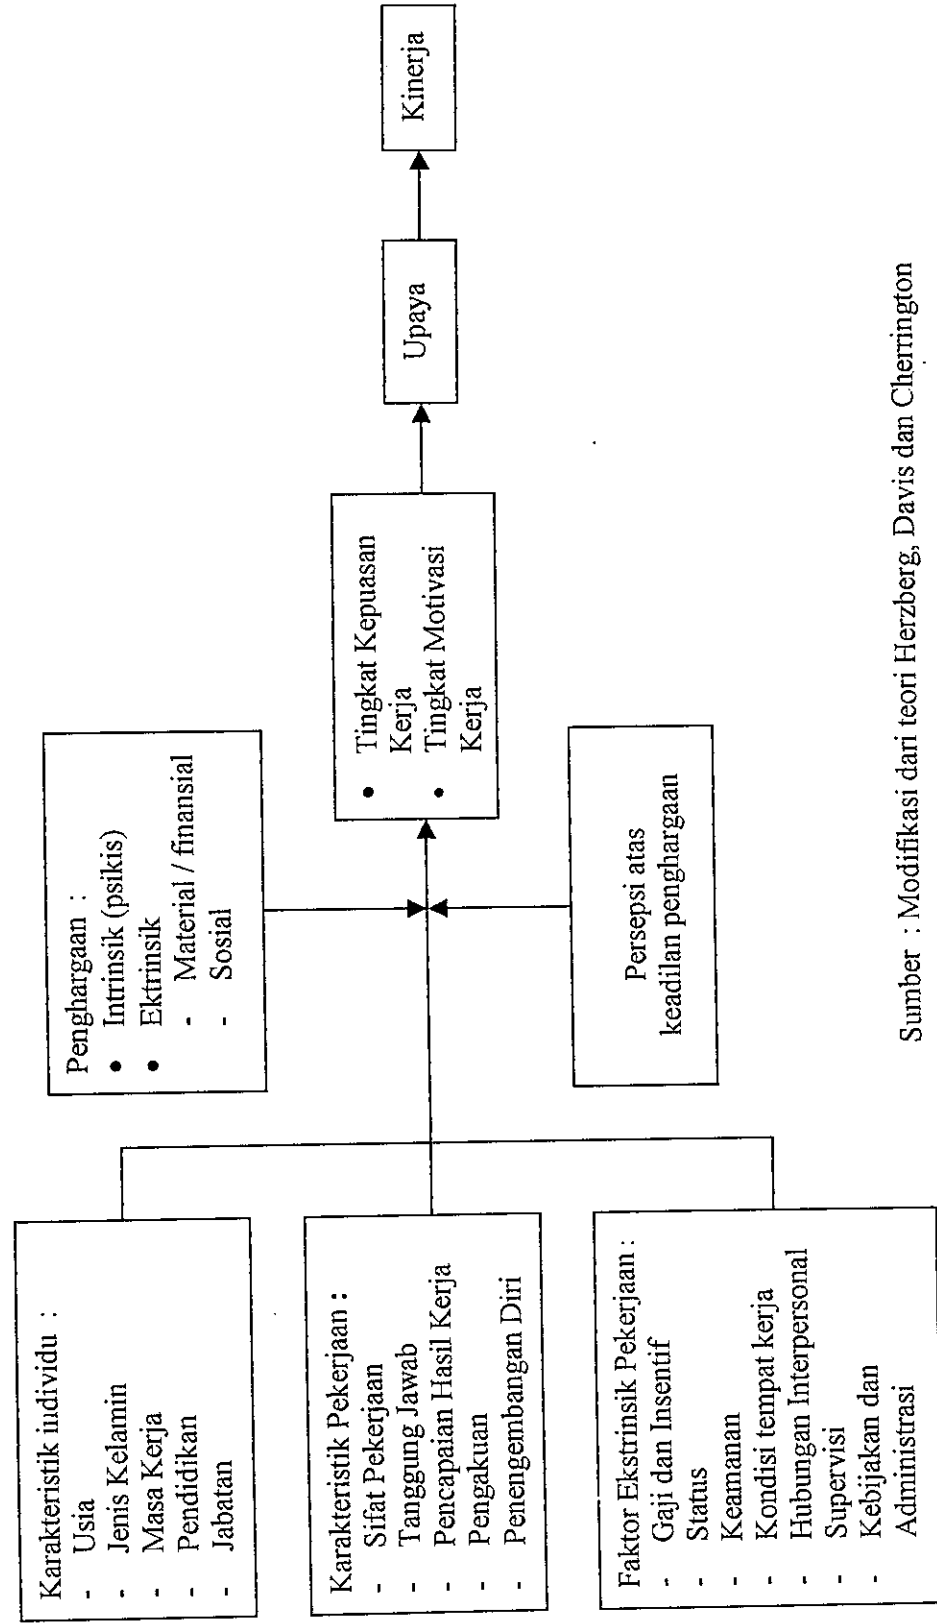 Karakteristik individu :
- Usia
- Jenis Kelamin
- Masa Kerja
- Pendidikan
- Jabatan
Karakteristik Pekerjaan :
- Sifat Pekerjaan
- Tanggung Jawab
- Pencapaian Hasil Kerja
- Pengakuan
- Penengembangan Diri
Faktor Ekstrinsik Pekerjaan :
- Gaji dan Insentif
- Status
- Keamanan
- Kondisi tempat kerja
- Hubungan Interpersonal
- Supervisi
- Kebijakan dan
Administrasi
Penghargaan :
• Intrinsik (psikis)
• Ektrinsik
- Material / finansial
- Sosial
Persepsi atas
keadilan penghargaan
• Tingkat Kepuasan
Kerja
• Tingkat Motivasi
Kerja
Upaya
Kinerja
Sumber : Modifikasi dari teori Herzberg, Davis dan Cherrington